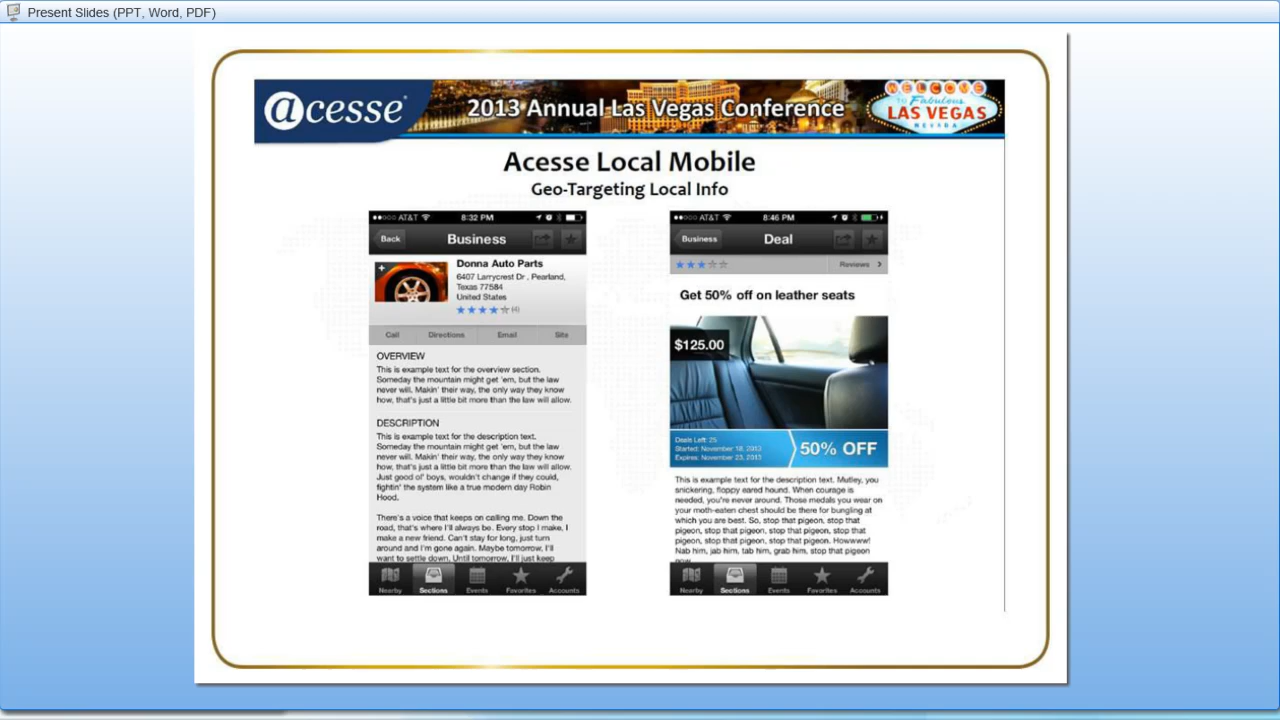 Present Slides (PPT, Word, PDF)
acesse
2013 Annual Las Vegas Conference
WELCOME
TO Fabulous
LAS VEGAS
NEVADA
Acesse Local Mobile
Geo-Targeting Local Info
AT&T 8:32 PM
Back Business
Donna Auto Parts
6407 Larrycrest Dr , Pearland,
Texas 77584
United States
(4)
Call Directions Email Site
OVERVIEW
This is example text for the overview section.
Someday the mountain might get 'em, but the law
never will. Makin' their way, the only way they know
how, that's just a little bit more than the law will allow.
DESCRIPTION
This is example text for the description text.
Someday the mountain might get 'em, but the law
never will. Makin' their way, the only way they know
how, that's just a little bit more than the law will allow.
Just good ol' boys, wouldn't change if they could,
fightin' the system like a true modern day Robin
Hood.
There's a voice that keeps on calling me. Down the
road, that's where I'll always be. Every stop I make, I
make a new friend. Can't stay for long, just turn
around and I'm gone again. Maybe tomorrow, I'll
want to settle down. Until tomorrow, I'll just keep
Nearby Sections Events Favorites Accounts
AT&T 8:46 PM
Business Deal
Reviews
Get 50% off on leather seats
$125.00
Deals Left: 25
Started: November 18, 2013
Expires: November 23, 2013
50% OFF
This is example text for the description text. Mutley, you
snickering, floppy eared hound. When courage is
needed, you're never around. Those medals you wear on
your moth-eaten chest should be there for bungling at
which you are best. So, stop that pigeon, stop that
pigeon, stop that pigeon, stop that pigeon, stop that
pigeon, stop that pigeon, stop that pigeon. Howwww!
Nab him, jab him, tab him, grab him, stop that pigeon
now.
Nearby Sections Events Favorites Accounts